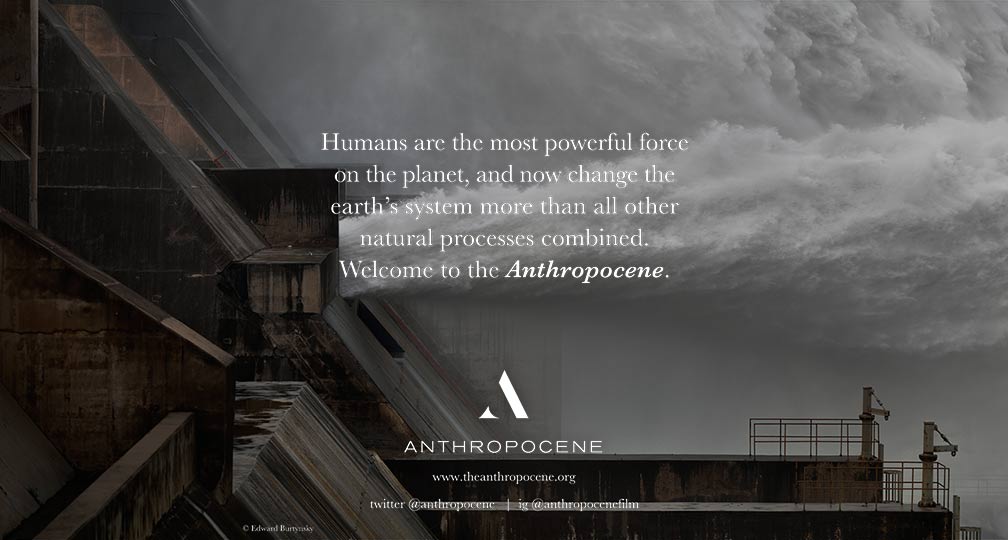 Humans are the most powerful force
on the planet, and now change the
earth's system more than all other
natural processes combined.
Welcome to the Anthropocene.
ANTHROPOCENE
www.theanthropocene.org
twitter @anthropocene | ig @anthropocenefilm
© Edward Burtynsky